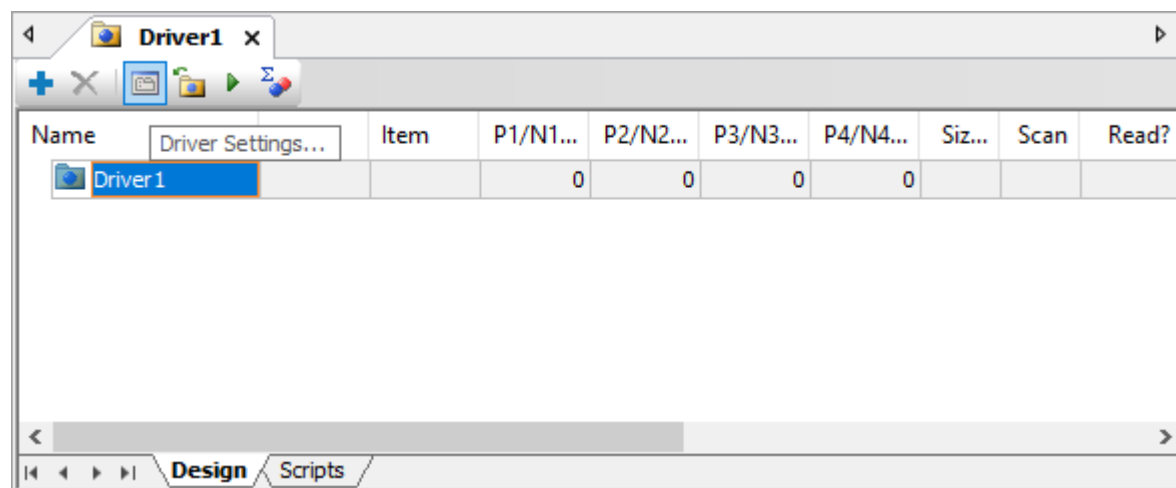 Driver1
Name Item P1/N1... P2/N2... P3/N3... P4/N4... Siz... Scan Read?
Driver Settings...
Driver1 0 0 0 0
Design Scripts